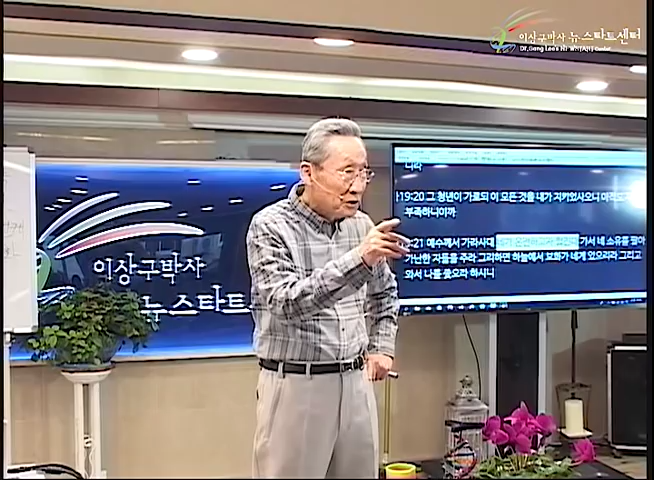 이상구박사 뉴스타트센터
이상구박사
뉴스타트
니라
19:20 그 청년이 가로되 이 모든 것을 내가 지키었사오니 아직도
부족하니이까
:21 예수께서 가라사대 가서 네 소유를 팔아
가난한 자들을 주라 그리하면 하늘에서 보화가 네게 있으리라 그리고
와서 나를 좇으라 하시니